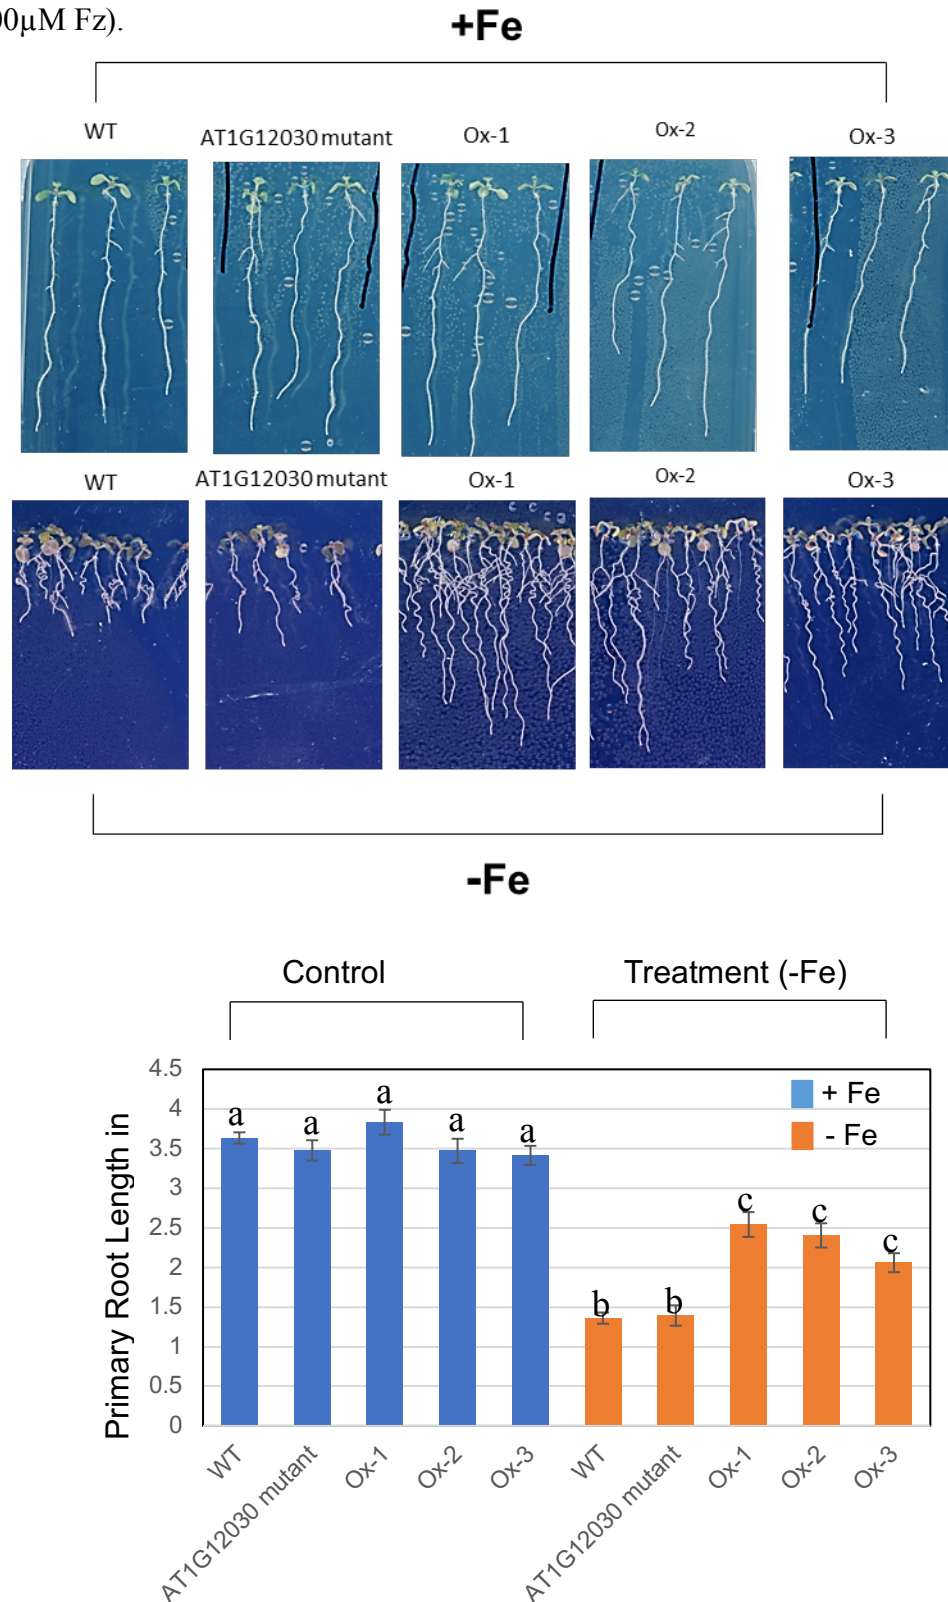 00µM Fz).
+Fe
WT AT1G12030 mutant Ox-1 Ox-2 Ox-3
WT AT1G12030 mutant Ox-1 Ox-2 Ox-3
-Fe
Control Treatment (-Fe)
Primary Root Length in
4.5
4
3.5
3
2.5
2
1.5
1
0.5
0
a a a a a b b c c c
+ Fe
- Fe
WT AT1G12030 mutant Ox-1 Ox-2 Ox-3 WT AT1G12030 mutant Ox-1 Ox-2 Ox-3